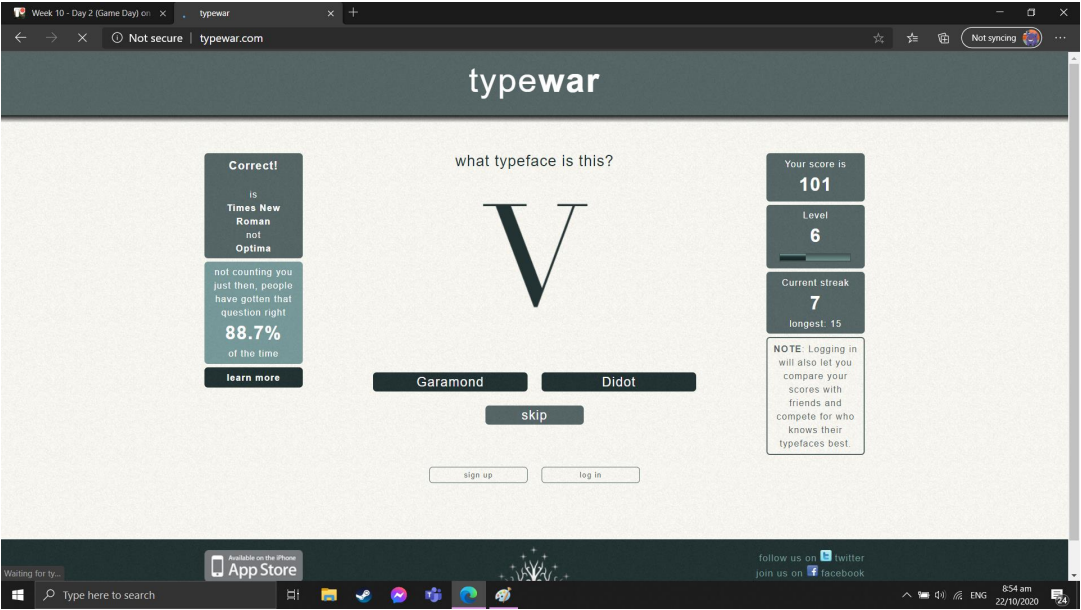 Week 10 - Day 2 (Game Day) on
typewar
Not secure | typewar.com
Not syncing
typewar
Correct!
is
Times New
Roman
not
Optima
not counting you
just then, people
have gotten that
question right
88.7%
of the time
learn more
what typeface is this?
V
Garamond
Didot
skip
sign up
log in
Your score is
101
Level
6
Current streak
7
longest: 15
NOTE: Logging in
will also let you
compare your
scores with
friends and
compete for who
knows their
typefaces best.
Available on the iPhone
App Store
follow us on twitter
join us on facebook
Waiting for ty...
Type here to search
ENG
8:54 am
22/10/2020
24